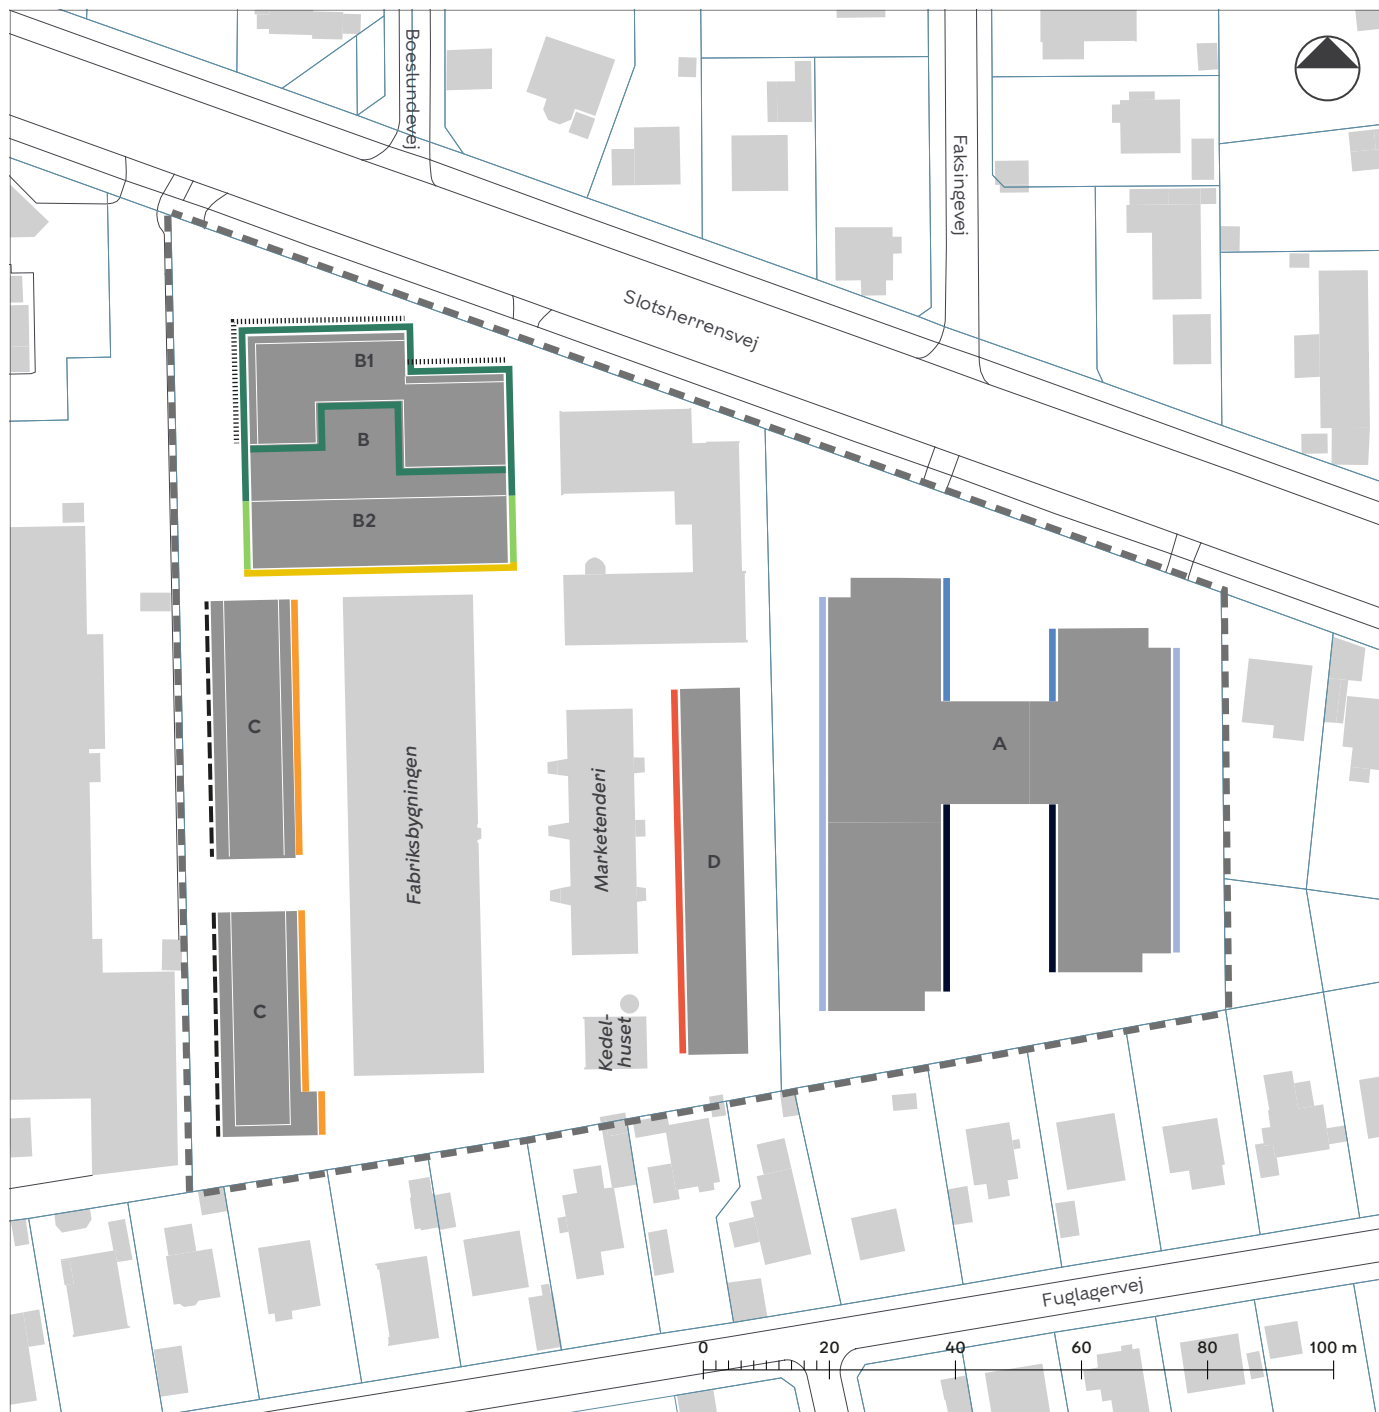 Boeslundevej
Faksingevej
Slotsherrensvej
B1
B
B2
C
A
Fabriksbygningen
Marketenderi
D
C
Kedel-
huset
Fuglagervej
0 20 40 60 80 100 m